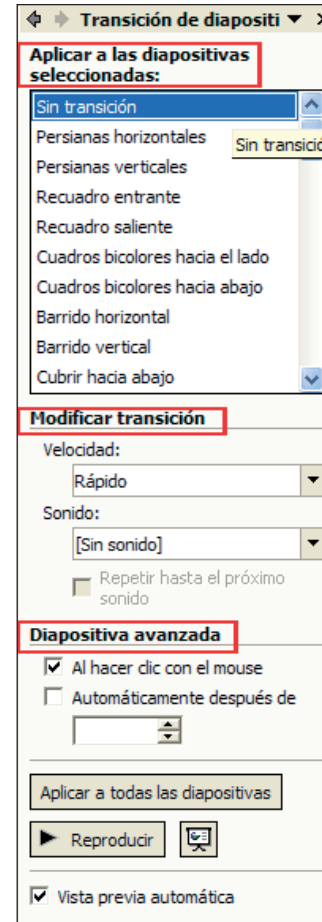 Transición de diapositi
Aplicar a las diapositivas
seleccionadas:
Sin transición
Persianas horizontales
Sin transició
Persianas verticales
Recuadro entrante
Recuadro saliente
Cuadros bicolores hacia el lado
Cuadros bicolores hacia abajo
Barrido horizontal
Barrido vertical
Cubrir hacia abajo
Modificar transición
Velocidad:
Rápido
Sonido:
[Sin sonido]
Repetir hasta el próximo
sonido
Diapositiva avanzada
Al hacer clic con el mouse
Automáticamente después de
Aplicar a todas las diapositivas
Reproducir
Vista previa automática